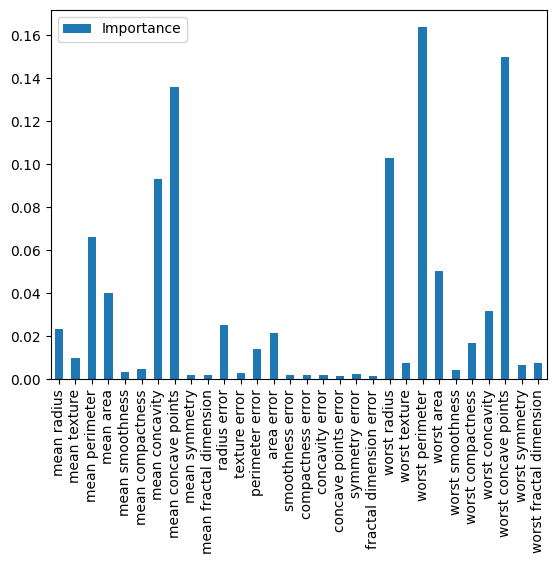 Importance
0.16
0.14
0.12
0.10
0.08
0.06
0.04
0.02
0.00
mean radius
mean texture
mean perimeter
mean area
mean smoothness
mean compactness
mean concavity
mean concave points
mean symmetry
mean fractal dimension
radius error
texture error
perimeter error
area error
smoothness error
compactness error
concavity error
concave points error
symmetry error
fractal dimension error
worst radius
worst texture
worst perimeter
worst area
worst smoothness
worst compactness
worst concavity
worst concave points
worst symmetry
worst fractal dimension